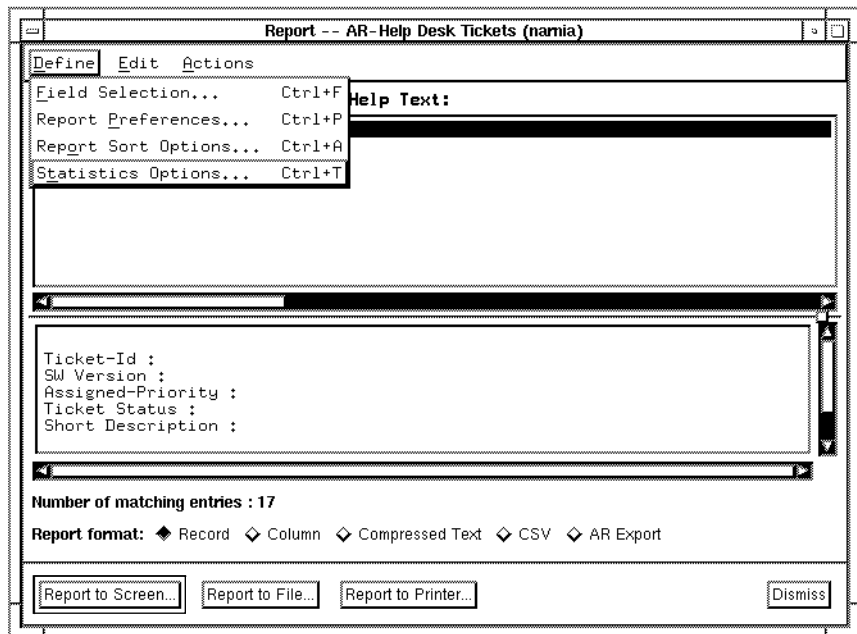 Report -- AR-Help Desk Tickets (narnia)
Define Edit Actions
Field Selection... Ctrl+F
Help Text:
Report Preferences... Ctrl+P
Report Sort Options... Ctrl+A
Statistics Options... Ctrl+T
Ticket-Id :
SW Version :
Assigned-Priority :
Ticket Status :
Short Description :
Number of matching entries : 17
Report format: Record Column Compressed Text CSV AR Export
Report to Screen... Report to File... Report to Printer... Dismiss